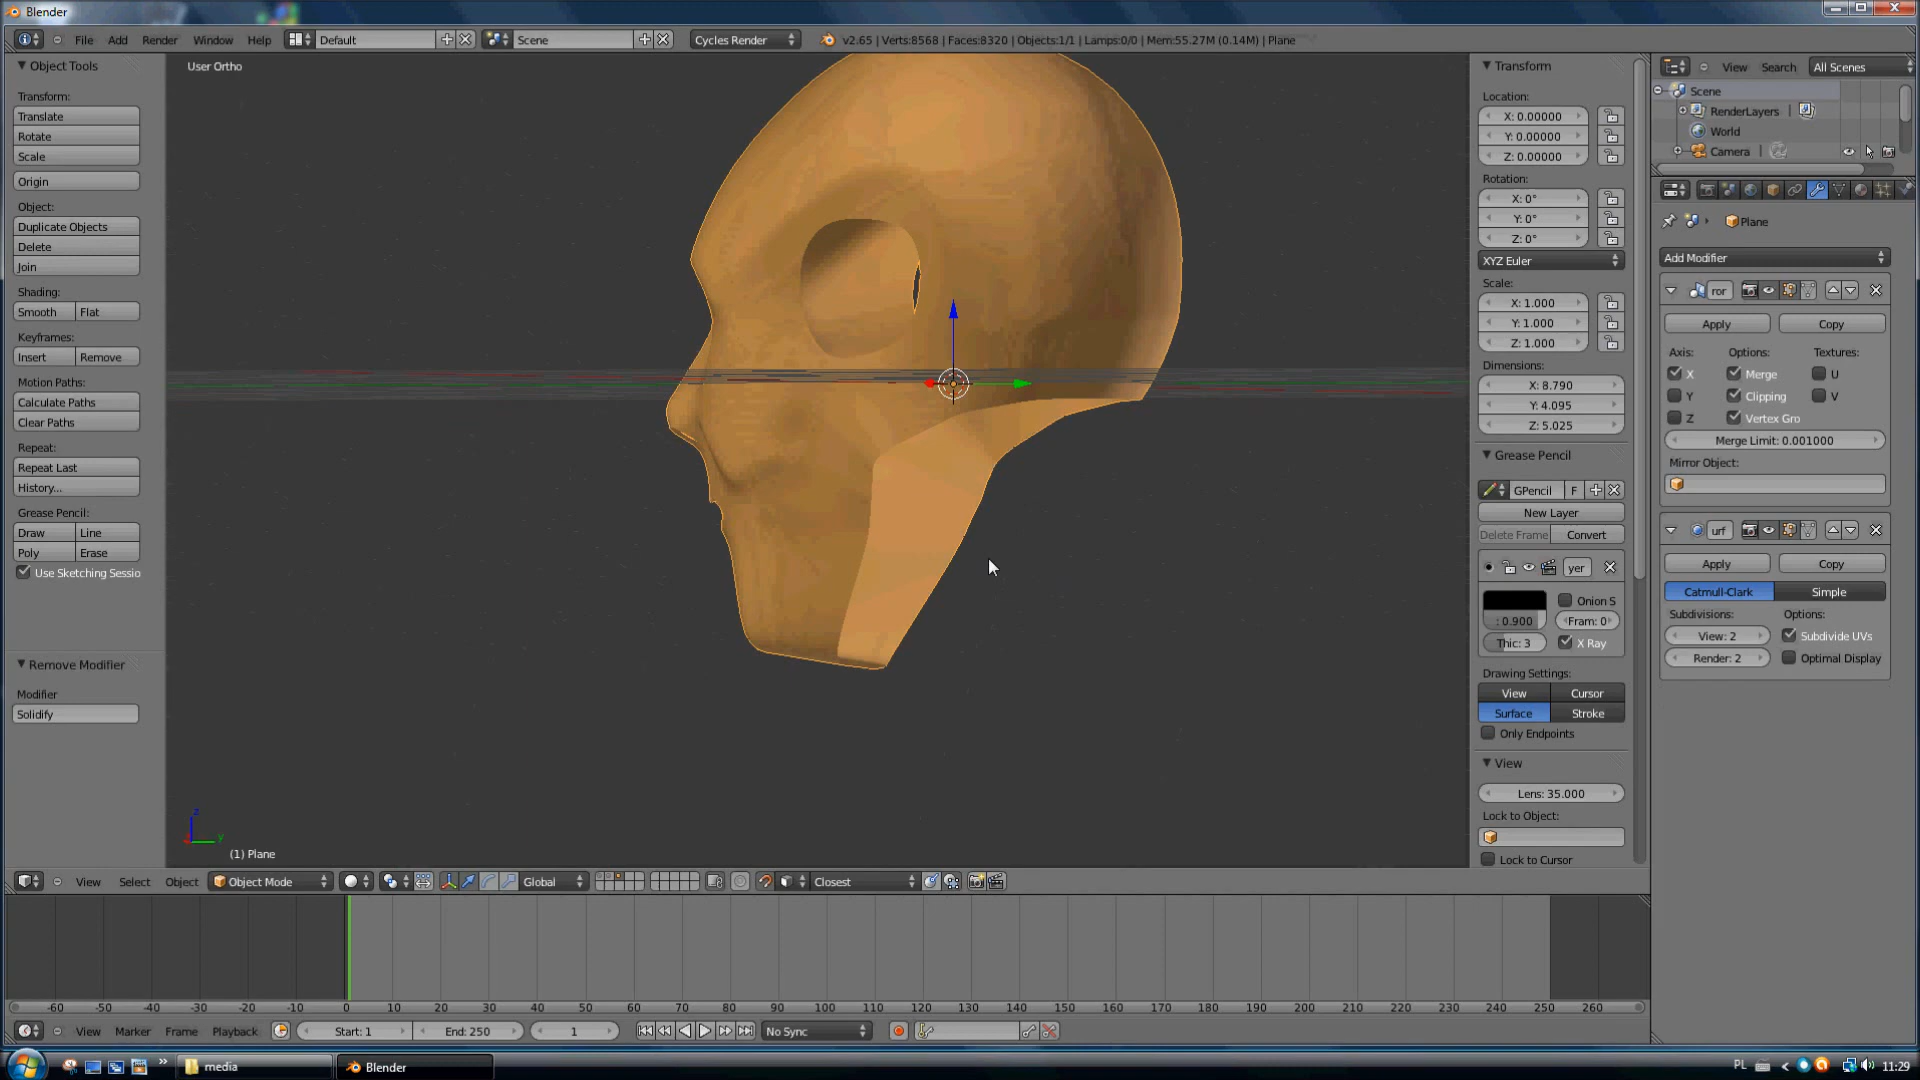 Blender
File Add Render Window Help Default Scene Cycles Render v2.65 | Verts:8568 | Faces:8320 | Objects:1/1 | Lamps:0/0 | Mem:55.27M (0.14M) | Plane
Object Tools
Transform:
Translate
Rotate
Scale
Origin
Object:
Duplicate Objects
Delete
Join
Shading:
Smooth Flat
Keyframes:
Insert Remove
Motion Paths:
Calculate Paths
Clear Paths
Repeat:
Repeat Last
History...
Grease Pencil:
Draw Line
Poly Erase
Use Sketching Sessio
Remove Modifier
Modifier
Solidify
User Ortho
z
y
(1) Plane
Transform
Location:
X: 0.00000
Y: 0.00000
Z: 0.00000
Rotation:
X: 0°
Y: 0°
Z: 0°
XYZ Euler
Scale:
X: 1.000
Y: 1.000
Z: 1.000
Dimensions:
X: 8.790
Y: 4.095
Z: 5.025
Grease Pencil
GPencil F
New Layer
Delete Frame Convert
yer
Onion S
: 0.900 Fram: 0
Thic: 3 X Ray
Drawing Settings:
View Cursor
Surface Stroke
Only Endpoints
View
Lens: 35.000
Lock to Object:
Lock to Cursor
View Search All Scenes
Scene
RenderLayers
World
Camera
Plane
Add Modifier
ror
Apply Copy
Axis: Options: Textures:
X Merge U
Y Clipping V
Z Vertex Gro
Merge Limit: 0.001000
Mirror Object:
urf
Apply Copy
Catmull-Clark Simple
Subdivisions: Options:
View: 2 Subdivide UVs
Render: 2 Optimal Display
View Select Object Object Mode Global Closest
-60 -50 -40 -30 -20 -10 0 10 20 30 40 50 60 70 80 90 100 110 120 130 140 150 160 170 180 190 200 210 220 230 240 250 260
View Marker Frame Playback Start: 1 End: 250 1 No Sync
media Blender PL 11:29